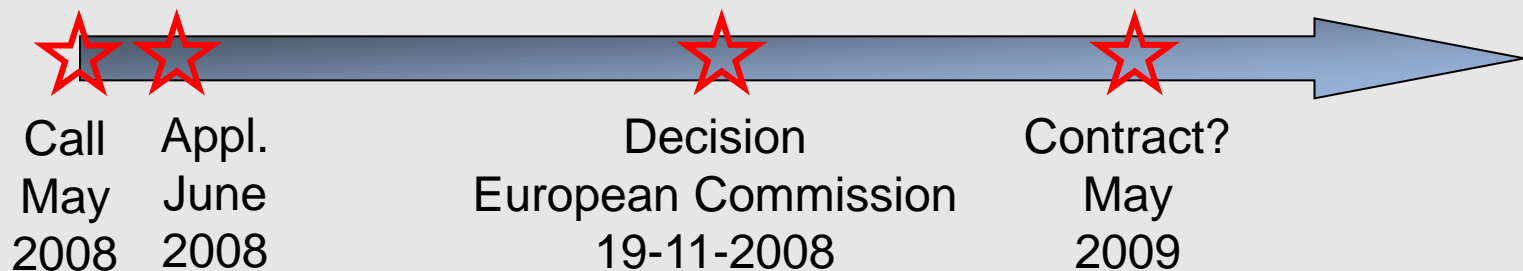 Call
May
2008
Appl.
June
2008
Decision
European Commission
19-11-2008
Contract?
May
2009